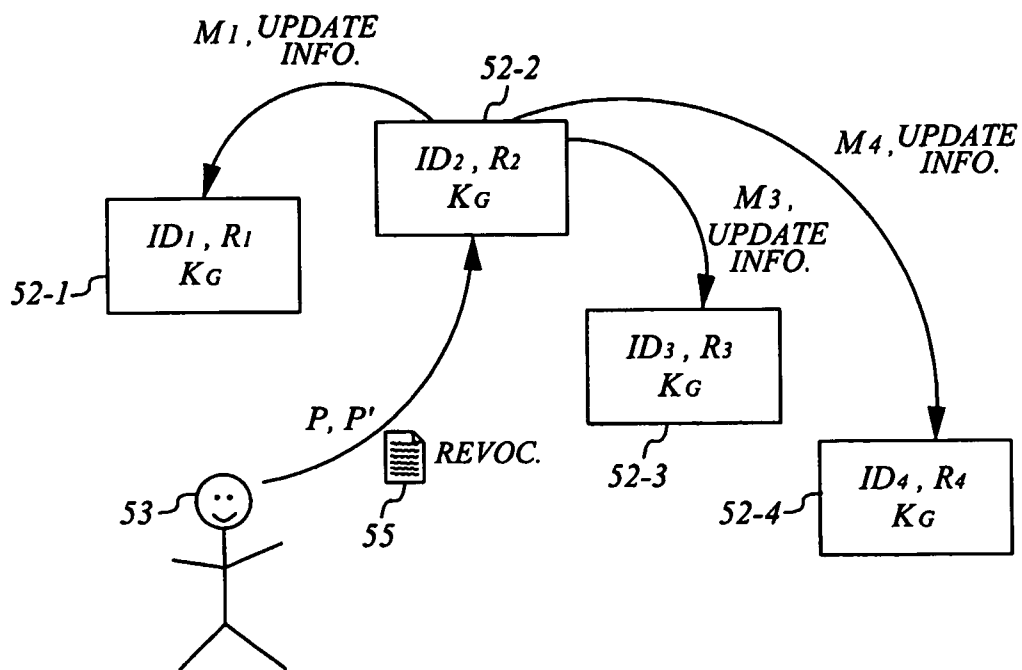 M1, UPDATE
INFO.
52-2
ID2, R2
KG
M4, UPDATE
INFO.
ID1, R1
KG
52-1
M3,
UPDATE
INFO.
ID3, R3
KG
P, P'
REVOC.
52-3
53
55
ID4, R4
KG
52-4